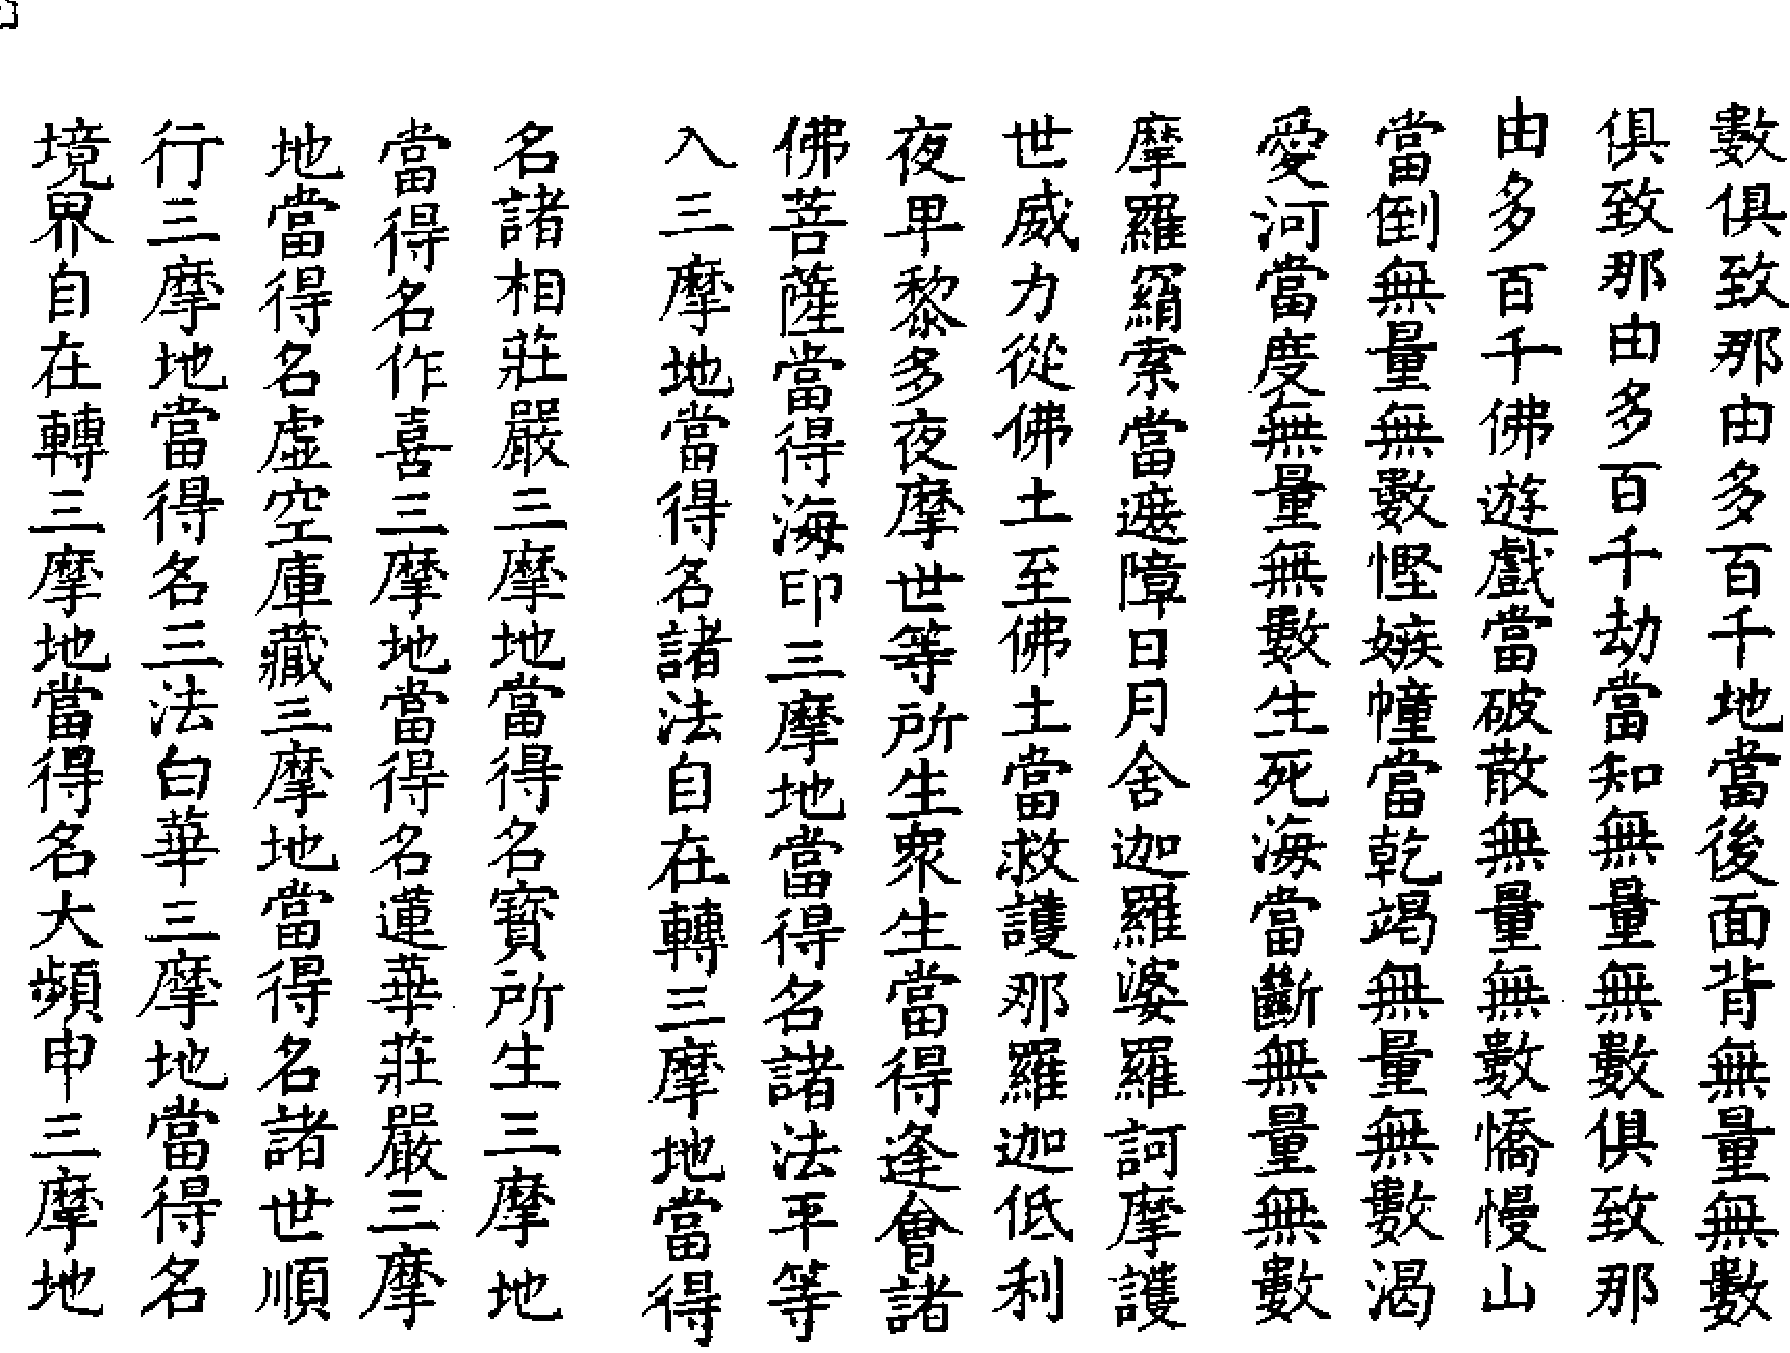 數俱致那由多百千地當後面背無量無數
俱致那由多百千劫當知無量無數俱致那
由多百千佛遊戲當破散無量無數憍慢山
當倒無量無數慳嫉幢當乾竭無量無數渴
愛河當度無量無數生死海當斷無量無數
摩羅羂索當遮障日月舍迦羅婆羅訶摩護
世威力從佛土至佛土當救護那羅迦低利
夜卑黎多夜摩世等所生衆生當得逢會諸
佛菩薩當得海印三摩地當得名諸法平等
入三摩地當得名諸法自在轉三摩地當得
名諸相莊嚴三摩地當得名寶所生三摩地
當得名作喜三摩地當得名蓮華莊嚴三摩
地當得名虛空庫藏三摩地當得名諸世順
行三摩地當得名三法白華三摩地當得名
境界自在轉三摩地當得名大頻申三摩地